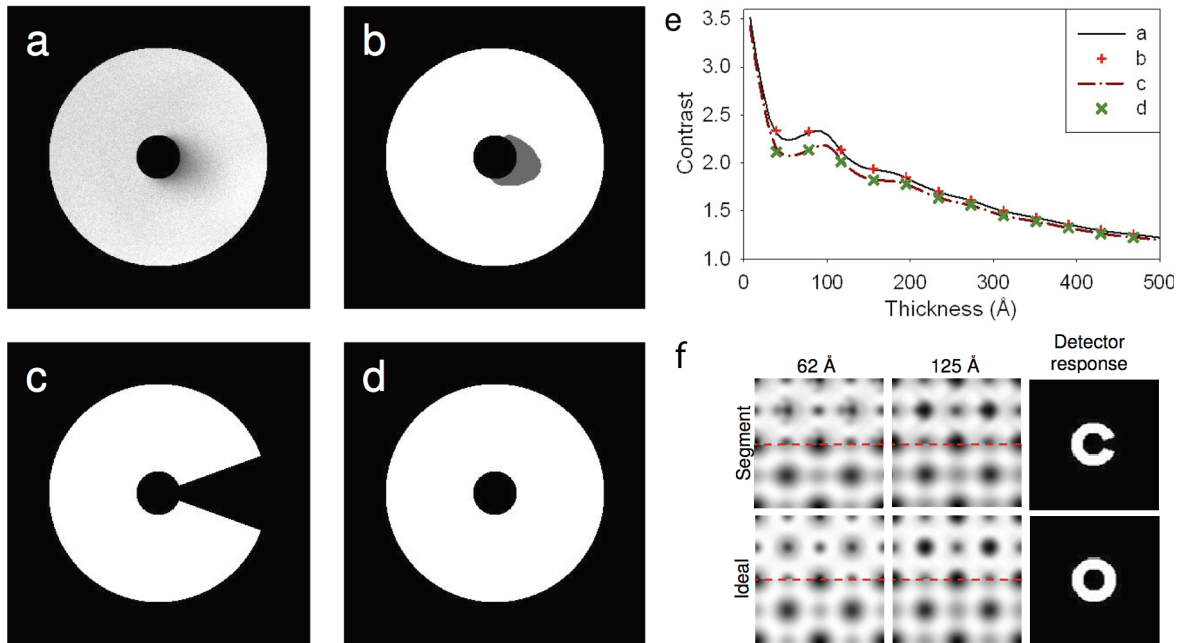 a
b
c
d
e
3.5
3.0
2.5
2.0
1.5
1.0
Contrast
0
100
200
300
400
500
Thickness (Å)
a
b
c
d
f
62 Å
125 Å
Detector
response
Segment
Ideal